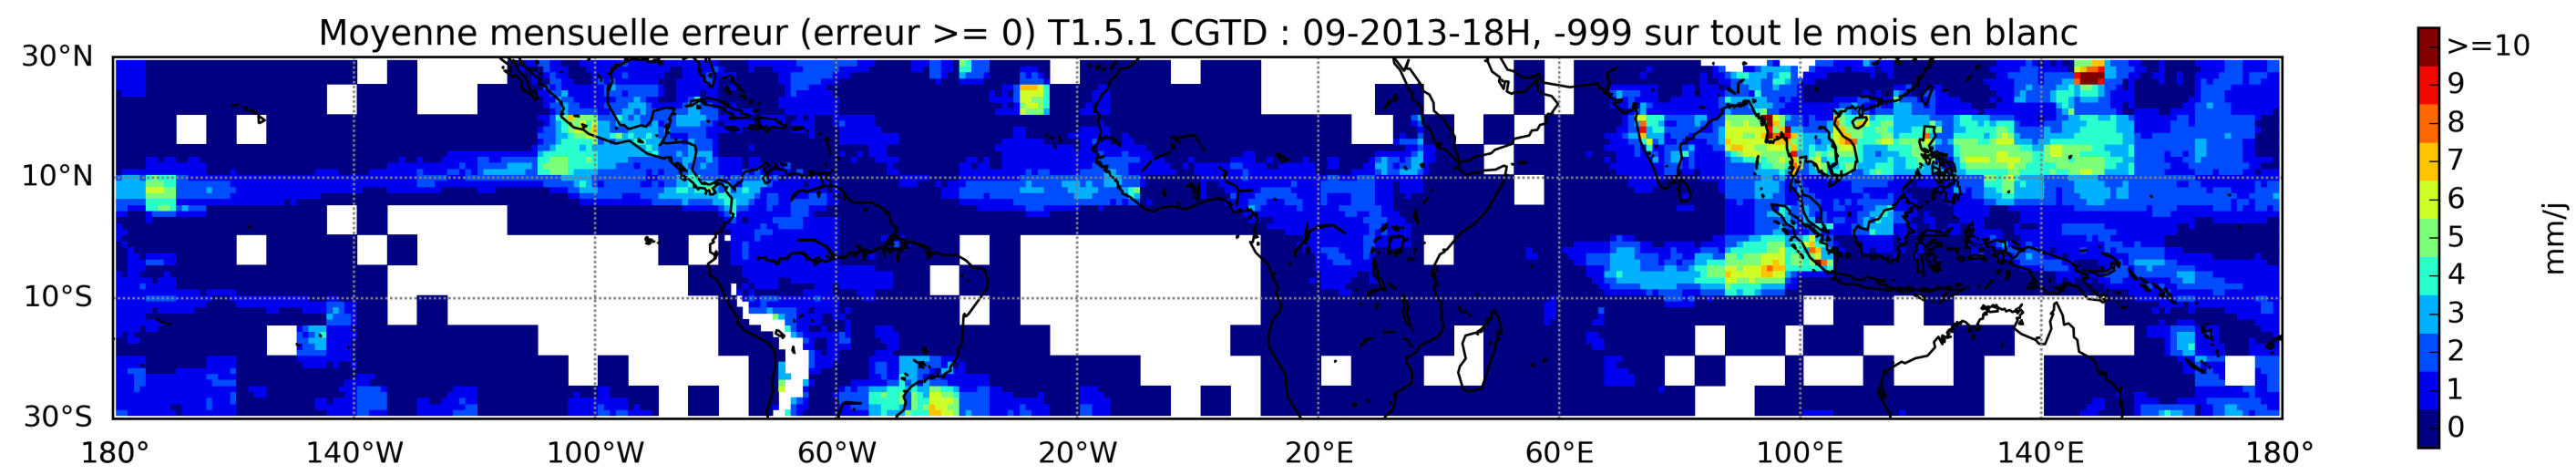 Moyenne mensuelle erreur (erreur >= 0) T1.5.1 CGTD : 09-2013-18H, -999 sur tout le mois en blanc
30°N
10°N
10°S
30°S
180° 140°W 100°W 60°W 20°W 20°E 60°E 100°E 140°E 180°
>=10
9
8
7
6
5
4
3
2
1
0
mm/j